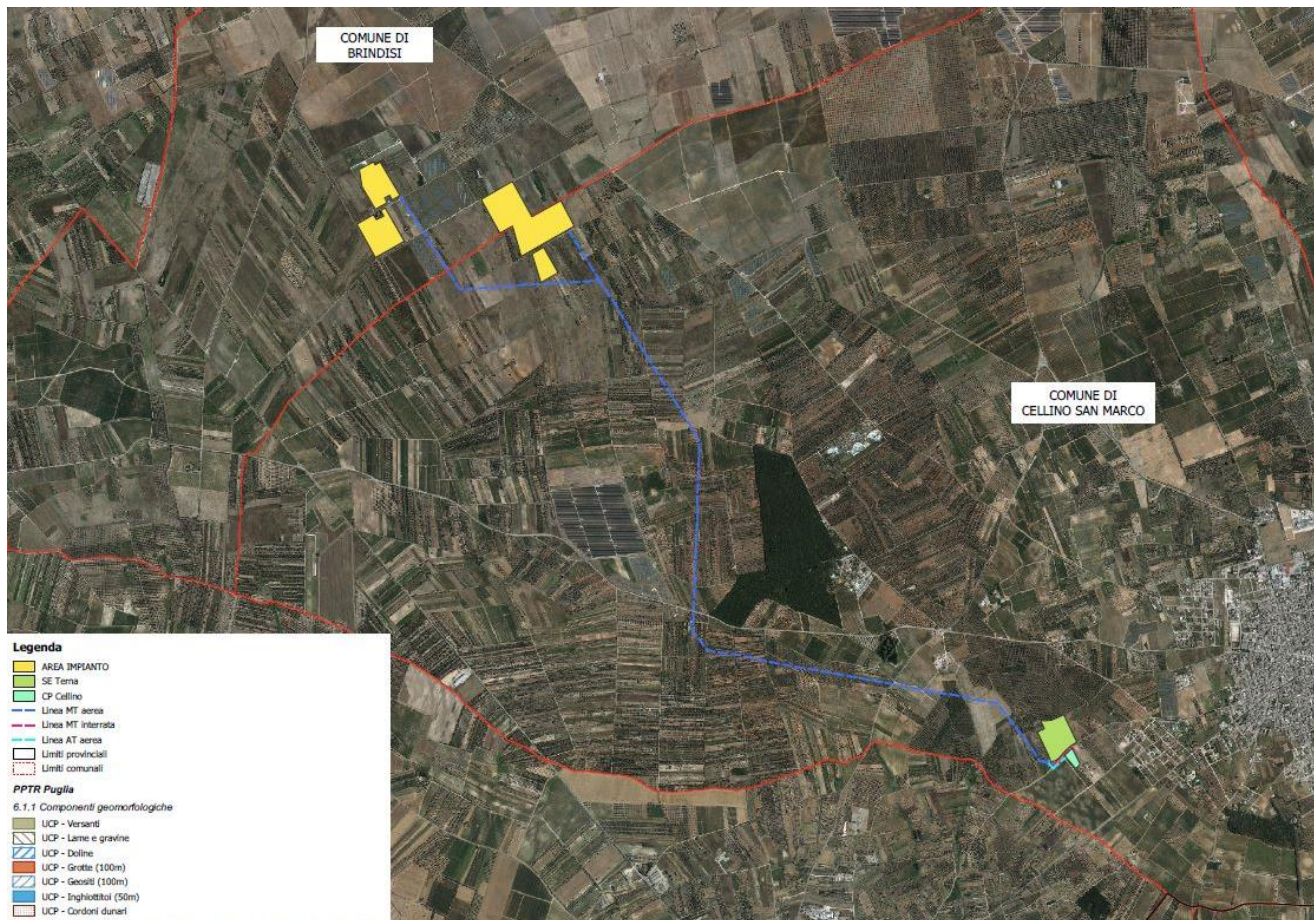 COMUNE DI
BRINDISI
COMUNE DI
CELLINO SAN MARCO
Legenda
AREA IMPIANTO
SE Terna
CP Cellino
Linea MT aerea
Linea MT interrata
Linea AT aerea
Limiti provinciali
Limiti comunali
PPTR Puglia
6.1.1 Componenti geomorfologiche
UCP - Versanti
UCP - Lame e gravine
UCP - Doline
UCP - Grotte (100m)
UCP - Geositi (100m)
UCP - Inghiottitoi (50m)
UCP - Cordoni dunari